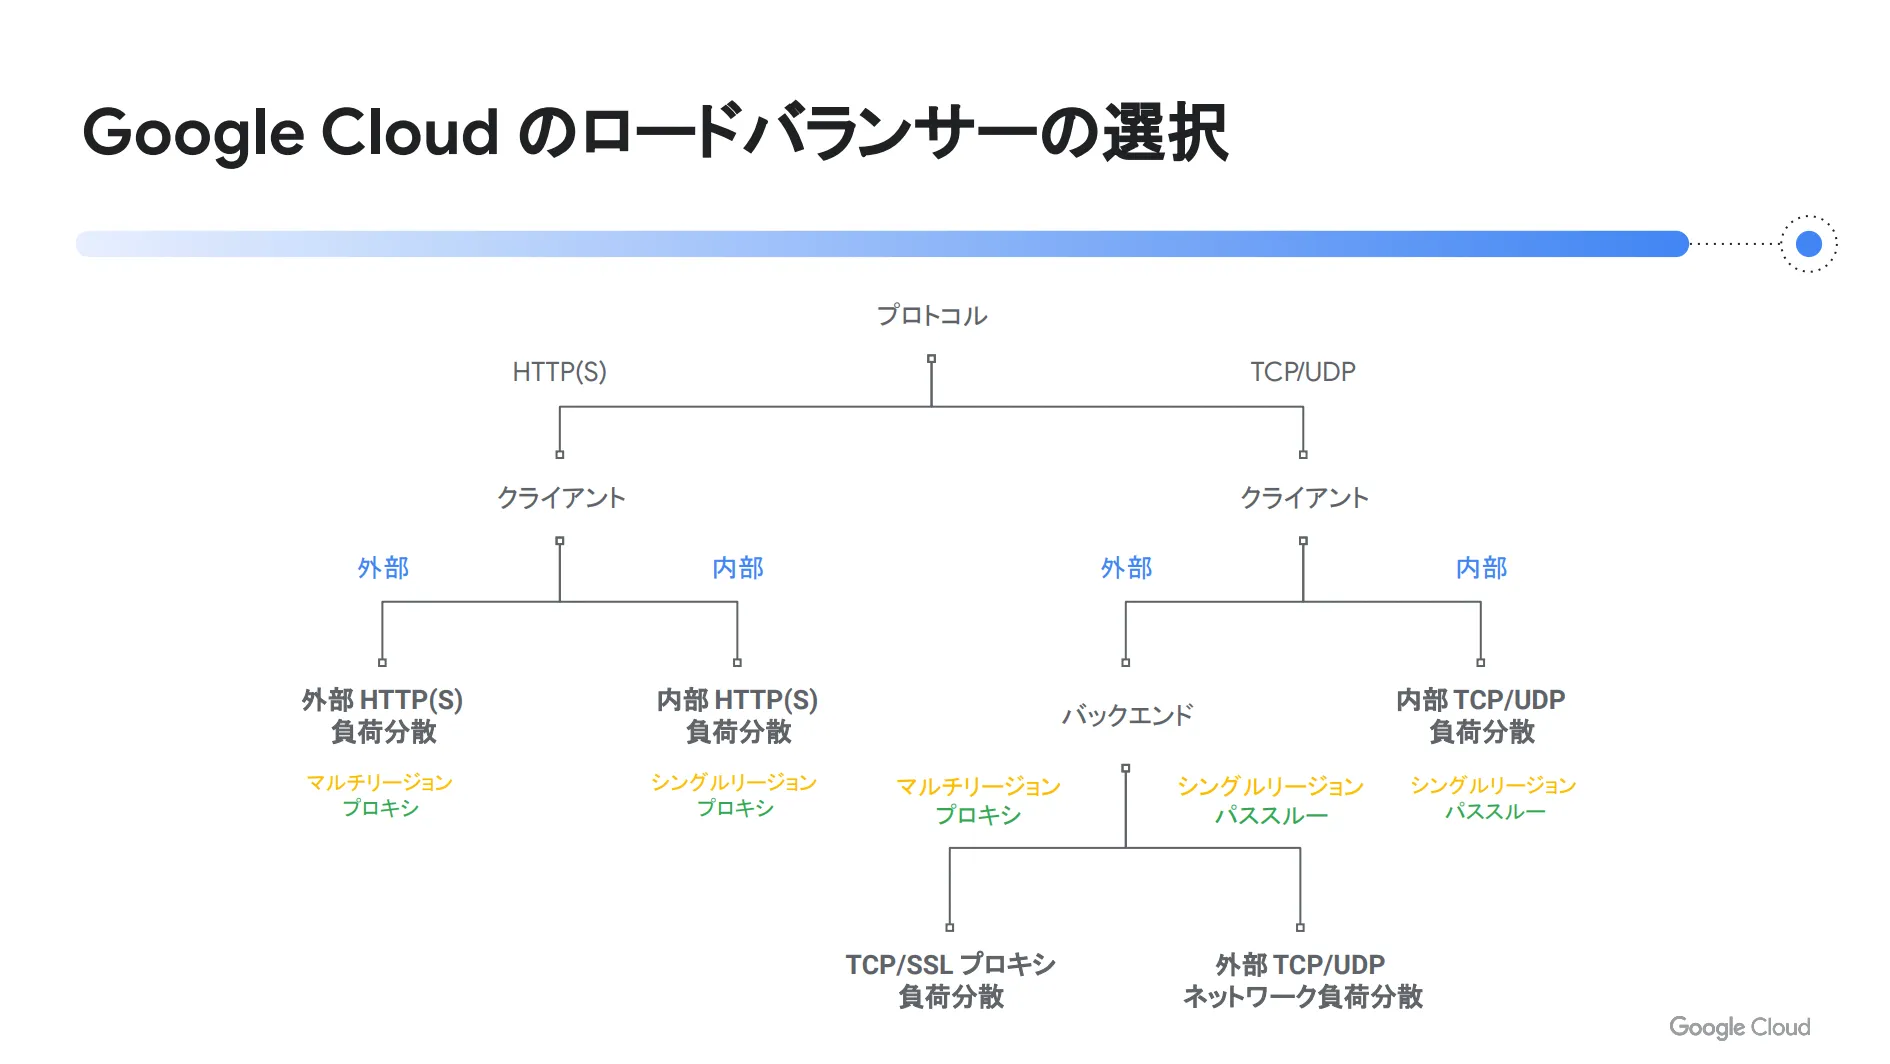 Google Cloud のロードバランサーの選択
プロトコル
HTTP(S)
TCP/UDP
クライアント
クライアント
外部
内部
外部
内部
外部 HTTP(S)
負荷分散
内部 HTTP(S)
負荷分散
バックエンド
内部 TCP/UDP
負荷分散
マルチリージョン
プロキシ
シングルリージョン
プロキシ
マルチリージョン
プロキシ
シングルリージョン
パススルー
シングルリージョン
パススルー
TCP/SSL プロキシ
負荷分散
外部 TCP/UDP
ネットワーク負荷分散
Google Cloud